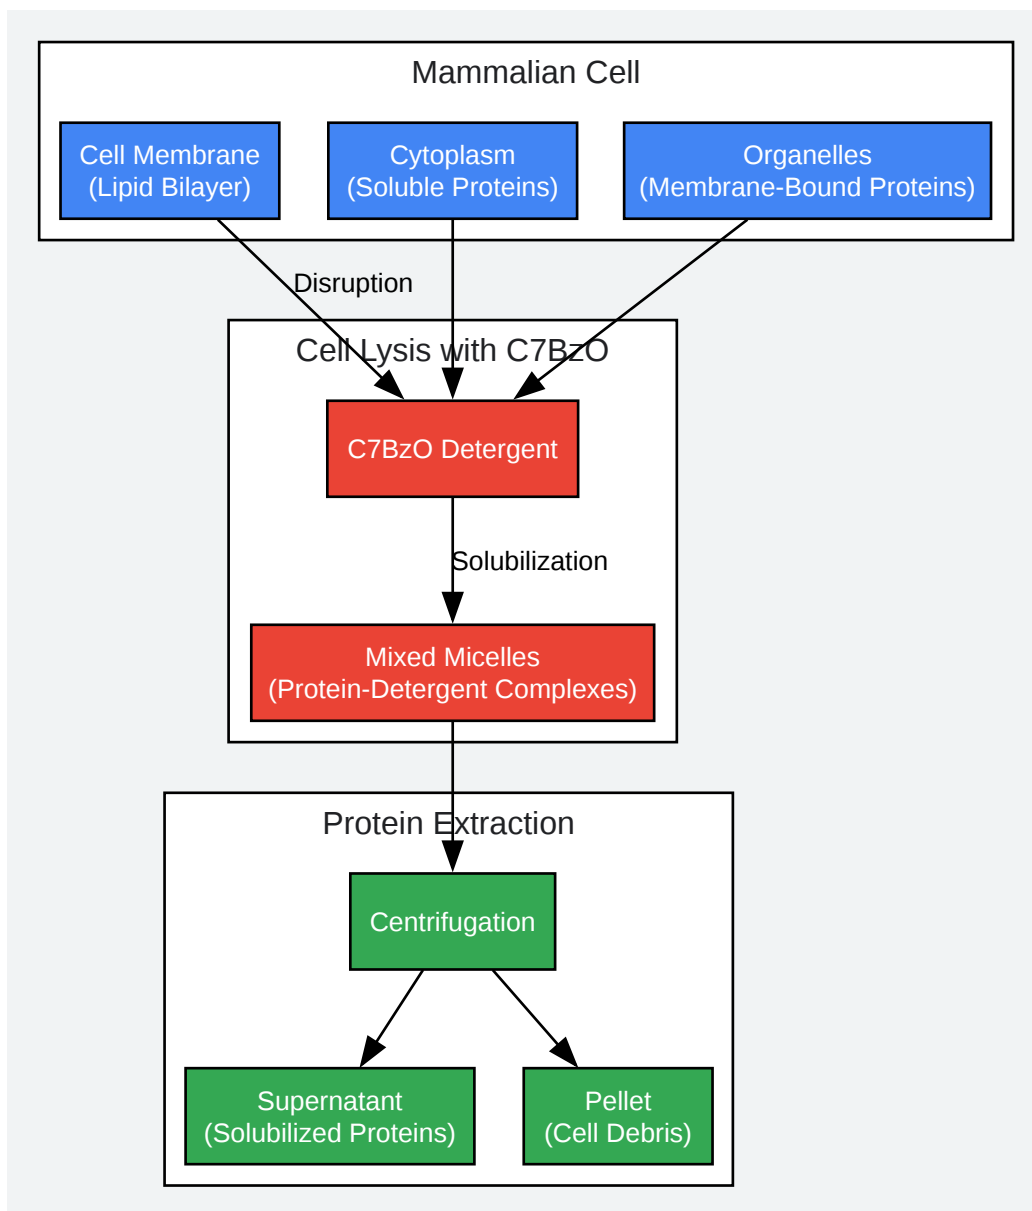 Mammalian Cell
Cell Membrane
(Lipid Bilayer)
Cytoplasm
(Soluble Proteins)
Organelles
(Membrane-Bound Proteins)
Disruption
Cell Lysis with C7BzO
C7BzO Detergent
Solubilization
Mixed Micelles
(Protein-Detergent Complexes)
Protein Extraction
Centrifugation
Supernatant
(Solubilized Proteins)
Pellet
(Cell Debris)